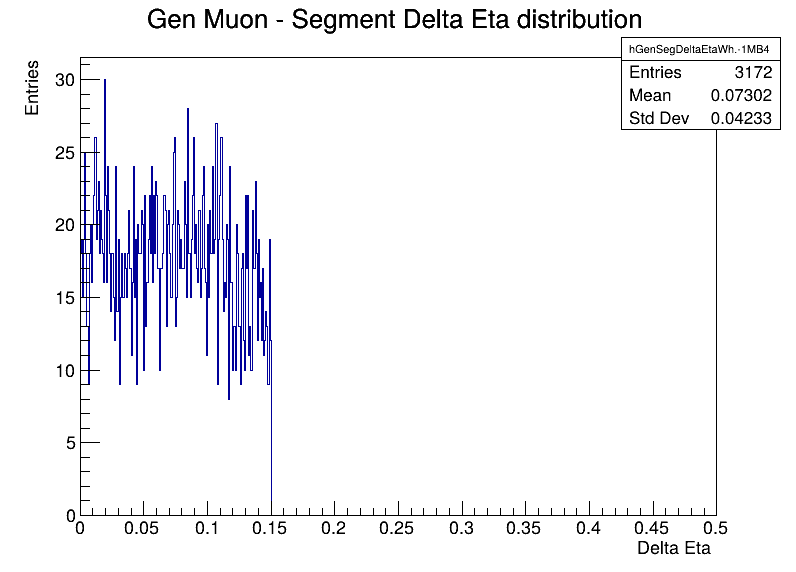 Gen Muon - Segment Delta Eta distribution
hGenSegDeltaEtaWh.-1MB4
Entries 3172
Mean 0.07302
Std Dev 0.04233
Entries
30
25
20
15
10
5
0
0 0.05 0.1 0.15 0.2 0.25 0.3 0.35 0.4 0.45 0.5
Delta Eta